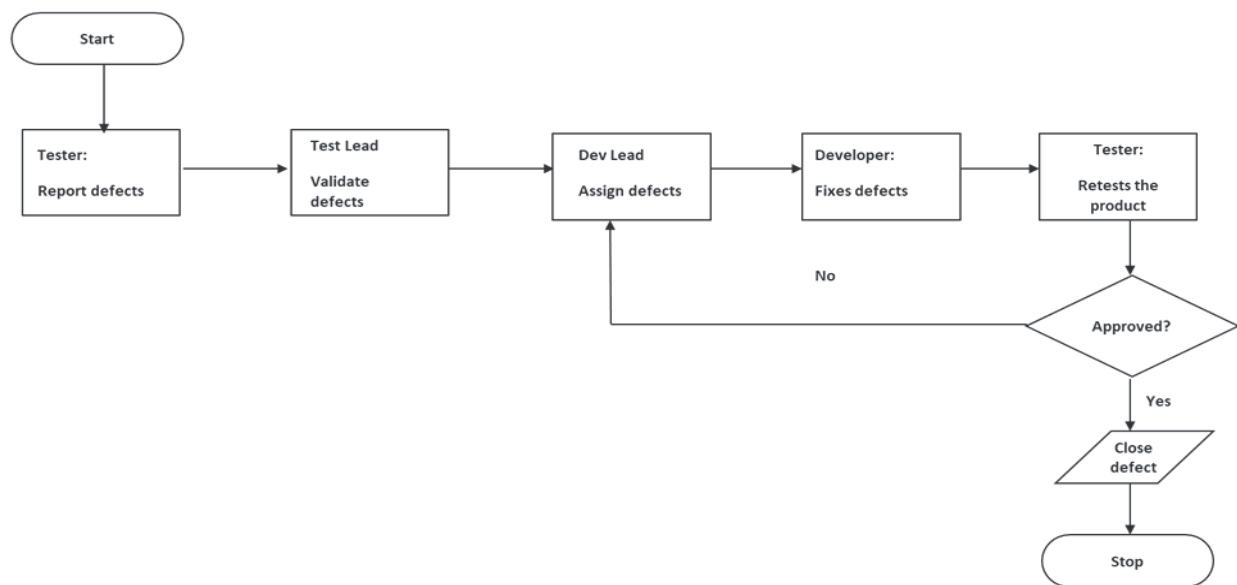 Start
Tester:
Report defects
Test Lead
Validate
defects
Dev Lead
Assign defects
Developer:
Fixes defects
Tester:
Retests the
product
No
Approved?
Yes
Close
defect
Stop